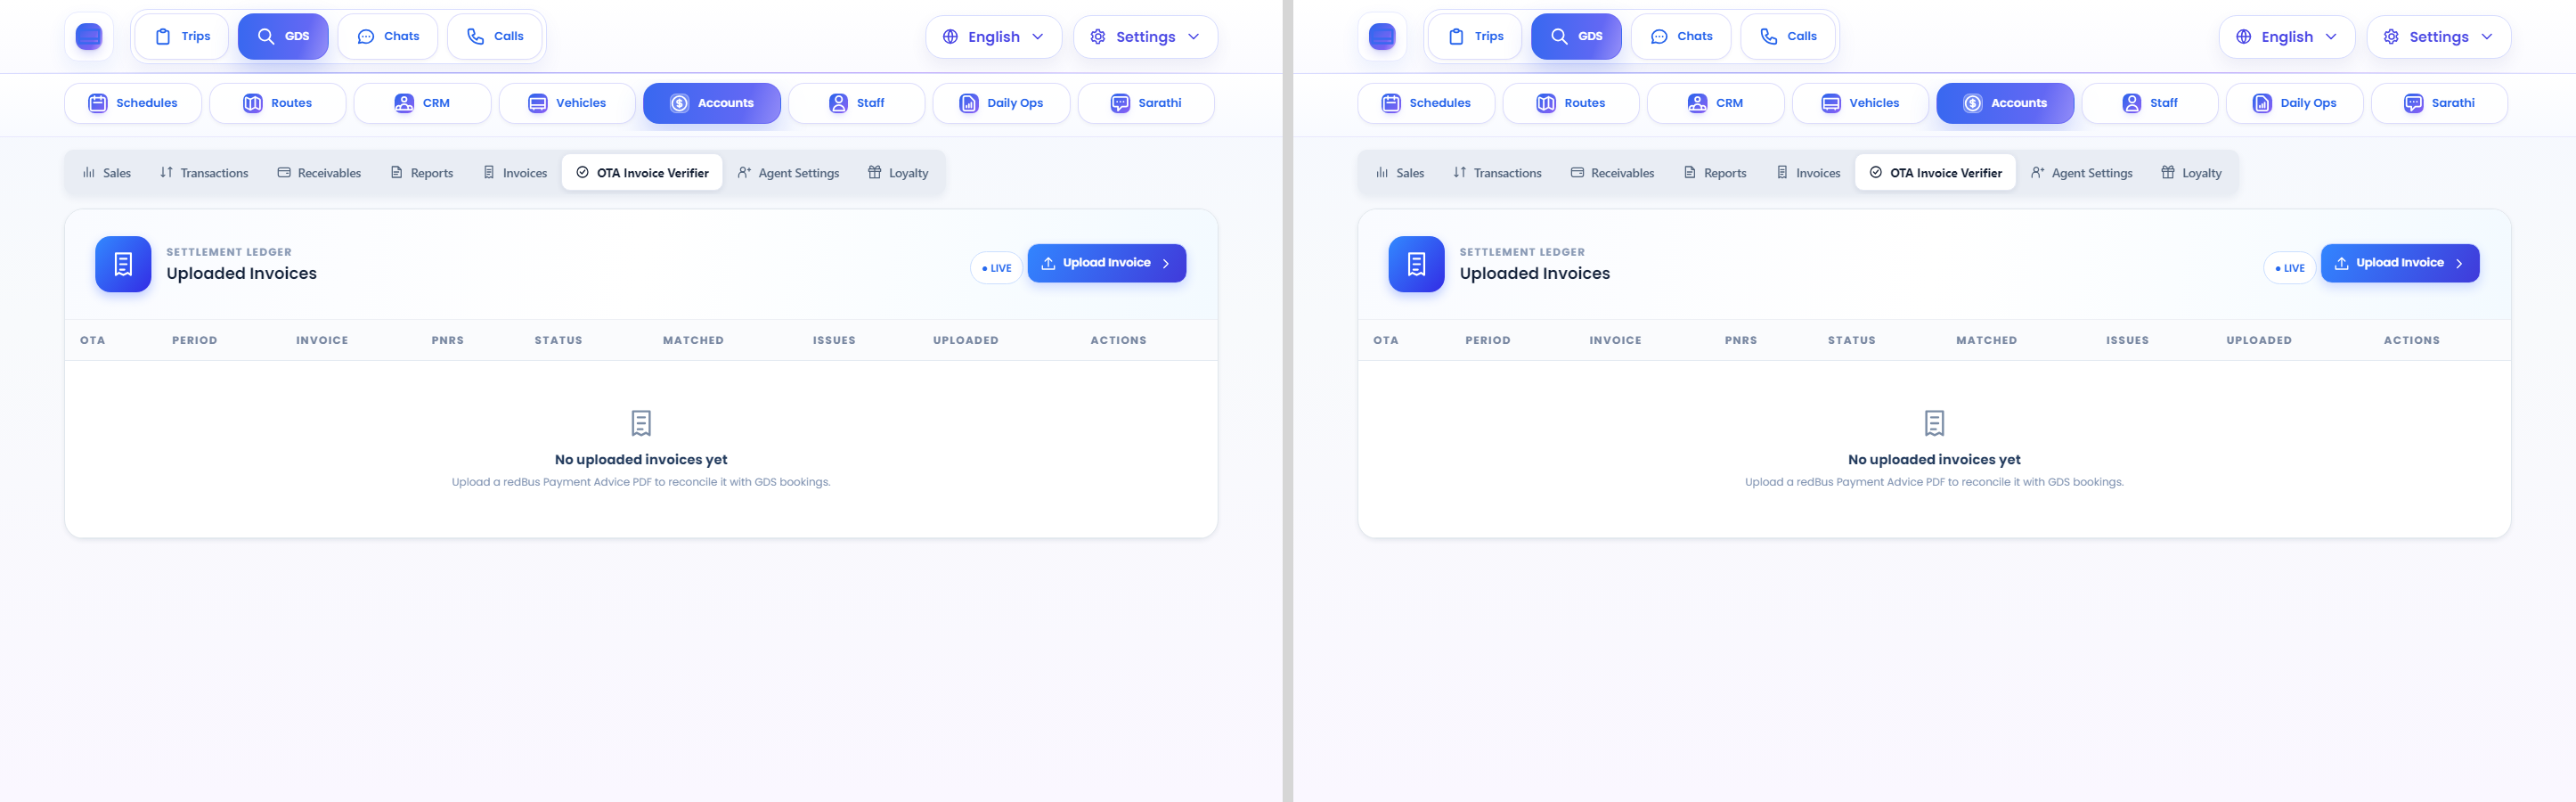 Trips GDS Chats Calls English Settings
Schedules Routes CRM Vehicles Accounts Staff Daily Ops Sarathi
Sales Transactions Receivables Reports Invoices OTA Invoice Verifier Agent Settings Loyalty
SETTLEMENT LEDGER
Uploaded Invoices
LIVE Upload Invoice
OTA PERIOD INVOICE PNRS STATUS MATCHED ISSUES UPLOADED ACTIONS
No uploaded invoices yet
Upload a redBus Payment Advice PDF to reconcile it with GDS bookings.
Trips GDS Chats Calls English Settings
Schedules Routes CRM Vehicles Accounts Staff Daily Ops Sarathi
Sales Transactions Receivables Reports Invoices OTA Invoice Verifier Agent Settings Loyalty
SETTLEMENT LEDGER
Uploaded Invoices
LIVE Upload Invoice
OTA PERIOD INVOICE PNRS STATUS MATCHED ISSUES UPLOADED ACTIONS
No uploaded invoices yet
Upload a redBus Payment Advice PDF to reconcile it with GDS bookings.